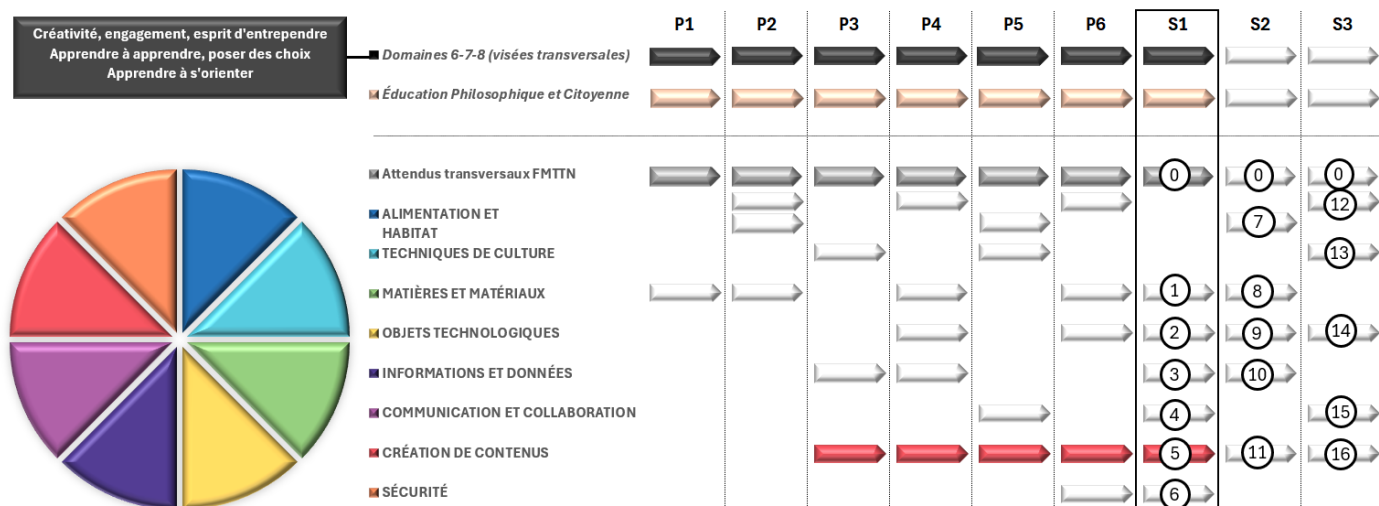 Créativité, engagement, esprit d'entrependre
Apprendre à apprendre, poser des choix
Apprendre à s'orienter
P1 P2 P3 P4 P5 P6 S1 S2 S3
Domaines 6-7-8 (visées transversales)
Éducation Philosophique et Citoyenne
Attendus transversaux FMTTN 0 0 0
12
ALIMENTATION ET
HABITAT
7
TECHNIQUES DE CULTURE 13
MATIÈRES ET MATÉRIAUX 1 8
OBJETS TECHNOLOGIQUES 2 9 14
INFORMATIONS ET DONNÉES 3 10
COMMUNICATION ET COLLABORATION 4 15
CRÉATION DE CONTENUS 5 11 16
SÉCURITÉ 6